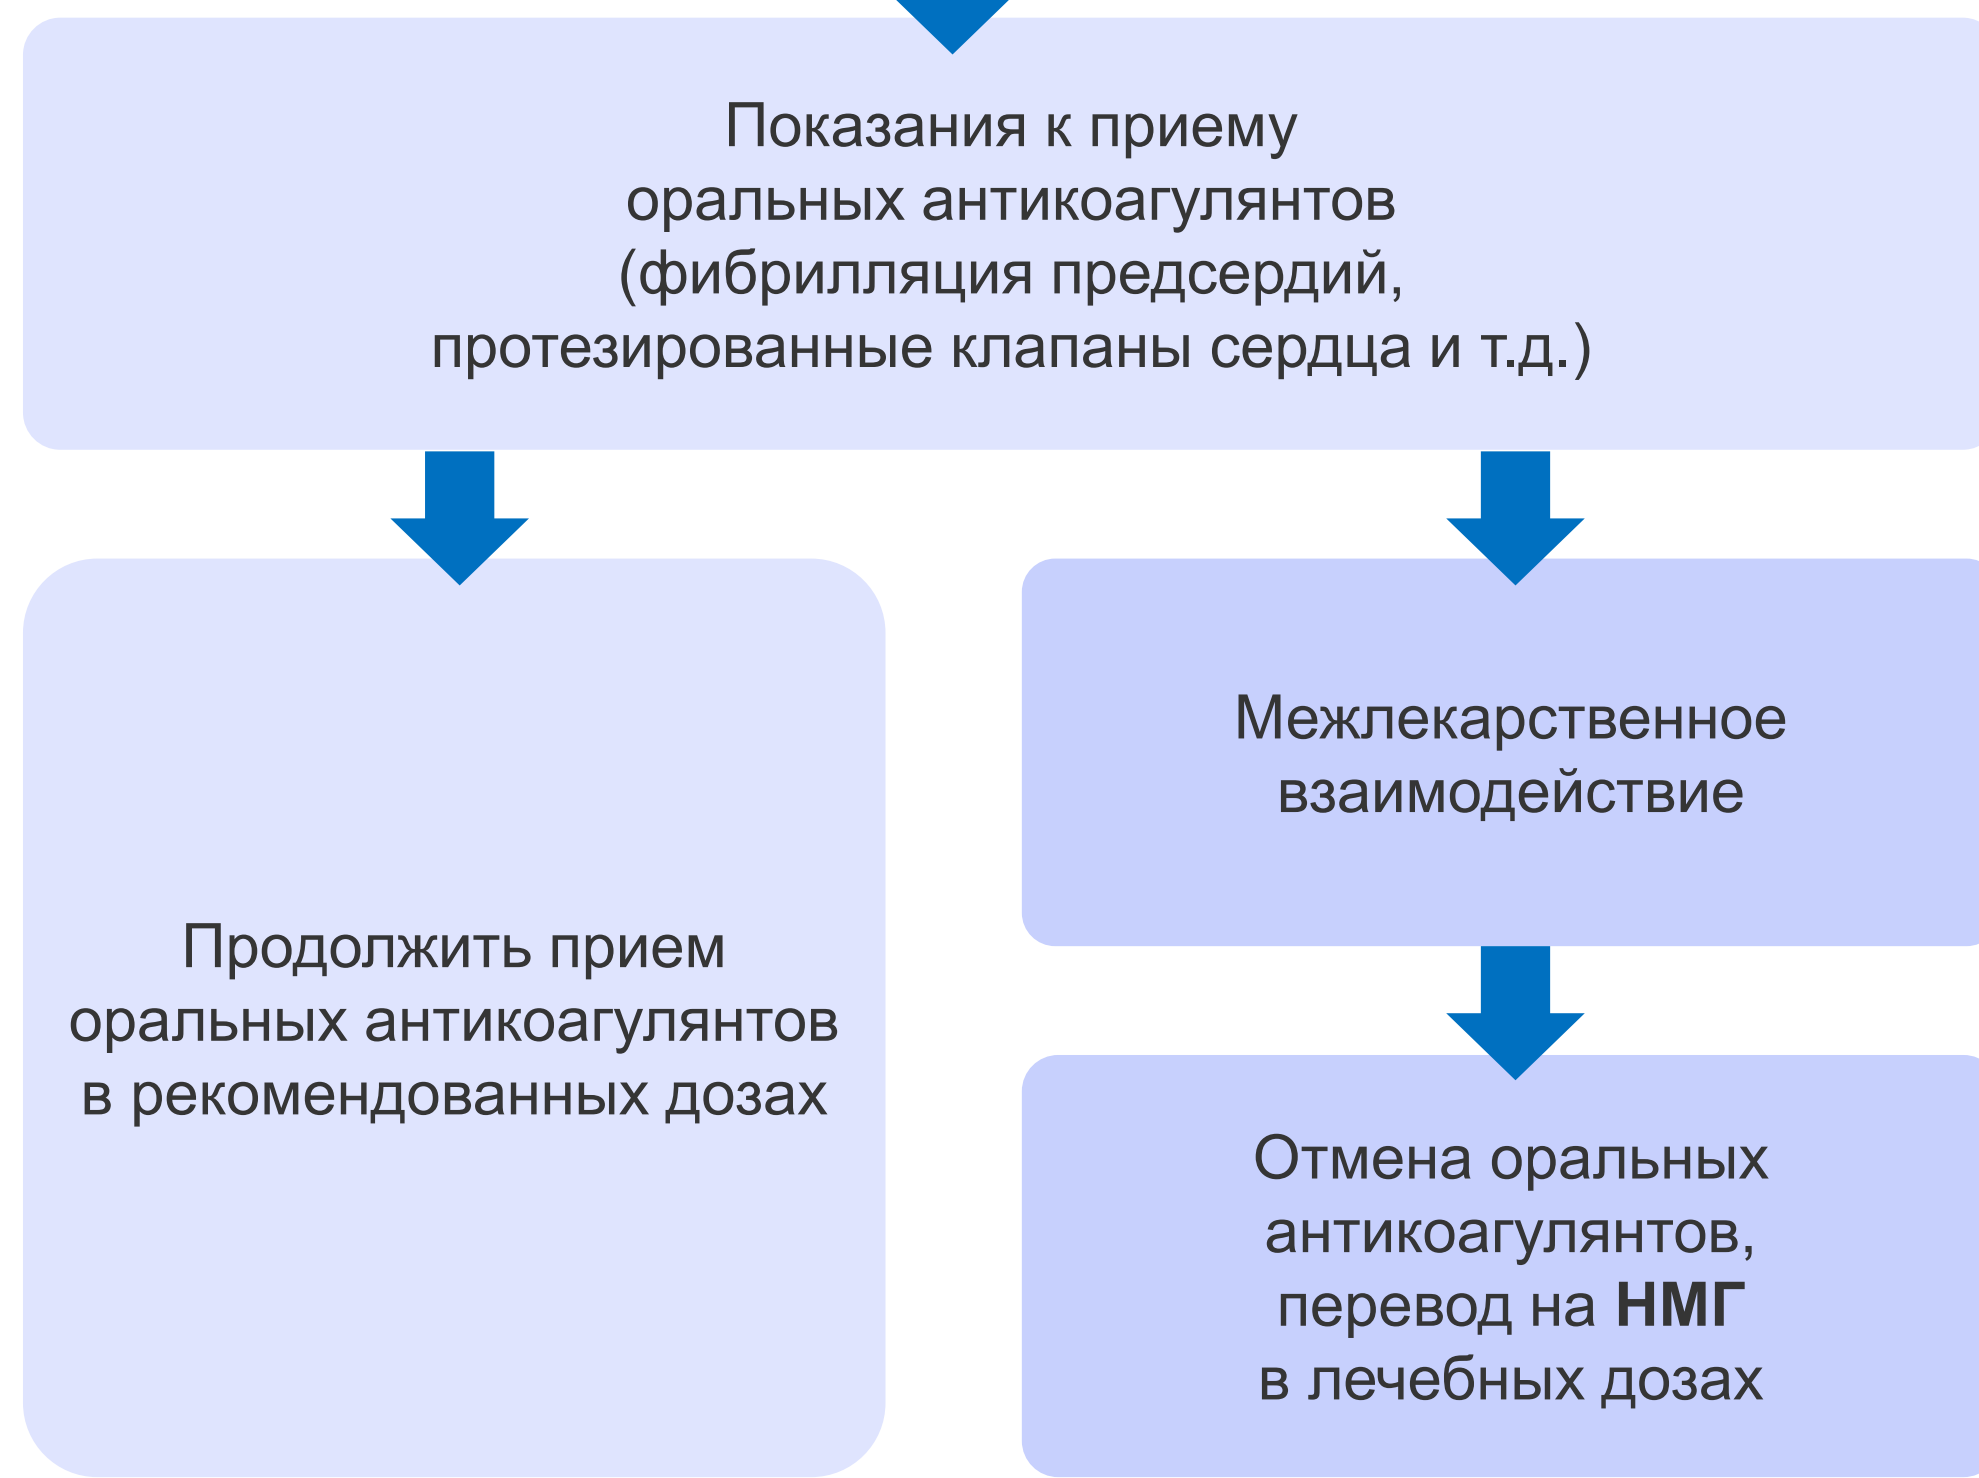 Показания к приему
оральных антикоагулянтов
(фибрилляция предсердий,
протезированные клапаны сердца и т.д.)
Продолжить прием
оральных антикоагулянтов
в рекомендованных дозах
Межлекарственное
взаимодействие
Отмена оральных
антикоагулянтов,
перевод на НМГ
в лечебных дозах